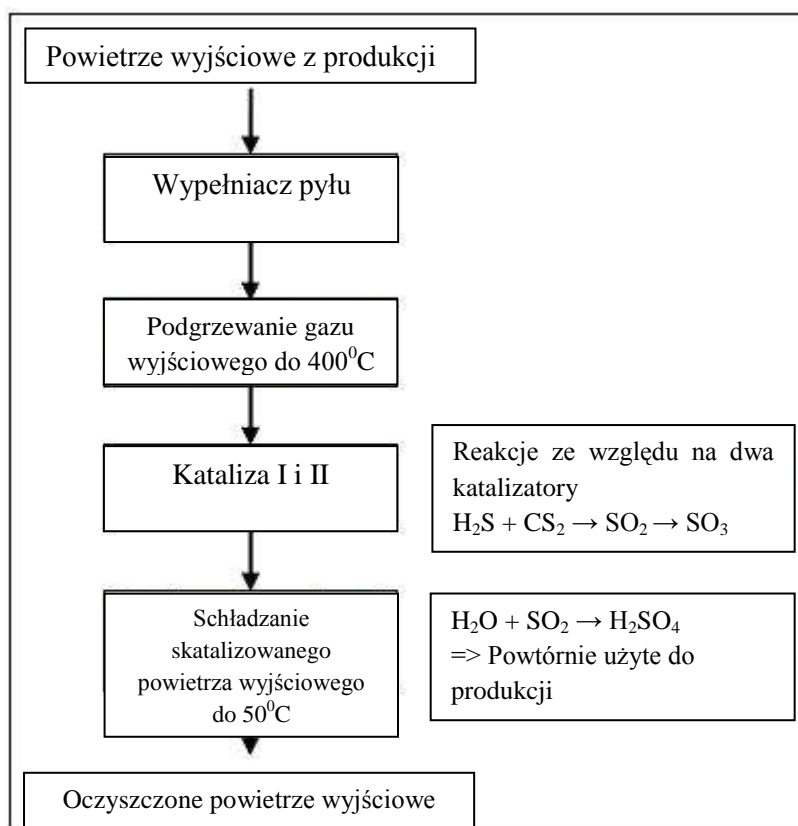 Powietrze wyjściowe z produkcji
Wypełniacz pyłu
Podgrzewanie gazu
wyjściowego do 400⁰C
Kataliza I i II
Reakcje ze względu na dwa
katalizatory
H₂S + CS₂ → SO₂ → SO₃
Schładzanie
skatalizowanego
powietrza wyjściowego
do 50⁰C
H₂O + SO₂ → H₂SO₄
=> Powtórnie użyte do
produkcji
Oczyszczone powietrze wyjściowe